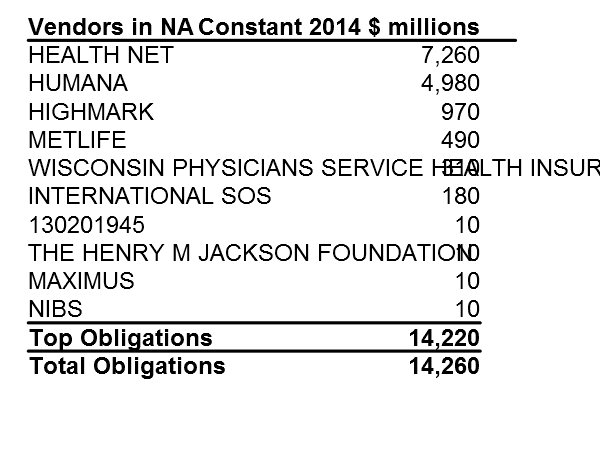 Vendors in NA Constant 2014 $ millions
HEALTH NET 7,260
HUMANA 4,980
HIGHMARK 970
METLIFE 490
WISCONSIN PHYSICIANS SERVICE HEALTH INSUR 310
INTERNATIONAL SOS 180
130201945 10
THE HENRY M JACKSON FOUNDATION 10
MAXIMUS 10
NIBS 10
Top Obligations 14,220
Total Obligations 14,260